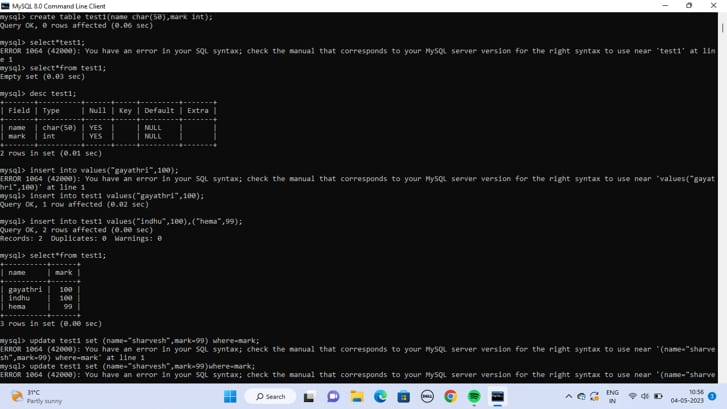 MySQL 8.0 Command Line Client
mysql> create table test1(name char(50),mark int);
Query OK, 0 rows affected (0.06 sec)
mysql> select*test1;
ERROR 1064 (42000): You have an error in your SQL syntax; check the manual that corresponds to your MySQL server version for the right syntax to use near 'test1' at lin
e 1
mysql> select*from test1;
Empty set (0.03 sec)
mysql> desc test1;
+-------+----------+------+-----+---------+-------+
| Field | Type     | Null | Key | Default | Extra |
+-------+----------+------+-----+---------+-------+
| name  | char(50) | YES  |     | NULL    |       |
| mark  | int      | YES  |     | NULL    |       |
+-------+----------+------+-----+---------+-------+
2 rows in set (0.01 sec)
mysql> insert into values("gayathri",100);
ERROR 1064 (42000): You have an error in your SQL syntax; check the manual that corresponds to your MySQL server version for the right syntax to use near 'values("gayat
hri",100)' at line 1
mysql> insert into test1 values("gayathri",100);
Query OK, 1 row affected (0.02 sec)
mysql> insert into test1 values("indhu",100),("hema",99);
Query OK, 2 rows affected (0.00 sec)
Records: 2  Duplicates: 0  Warnings: 0
mysql> select*from test1;
+----------+------+
| name     | mark |
+----------+------+
| gayathri |  100 |
| indhu    |  100 |
| hema     |   99 |
+----------+------+
3 rows in set (0.00 sec)
mysql> update test1 set (name="sharvesh",mark=99) where=mark;
ERROR 1064 (42000): You have an error in your SQL syntax; check the manual that corresponds to your MySQL server version for the right syntax to use near '(name="sharve
sh",mark=99) where=mark' at line 1
mysql> update test1 set (name="sharvesh",mark=99)where=mark;
ERROR 1064 (42000): You have an error in your SQL syntax; check the manual that corresponds to your MySQL server version for the right syntax to use near '(name="sharve
31°C
Partly sunny
Search
DELL
ENG
IN
10:56
04-05-2023
3